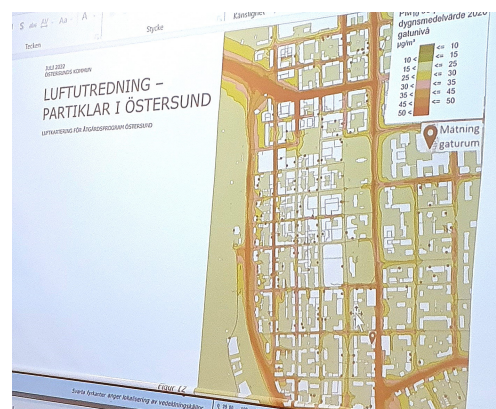 Tecken
Stycke
Känslighet
JULI 2022
ÖSTERSUNDS KOMMUN
LUFTUTREDNING –
PARTIKLAR I ÖSTERSUND
LUFTKARTERING FÖR ÅTGÄRDSPROGRAM ÖSTERSUND
dygnsmedelvärde 2020
gatunivå
µg/m³
<= 10
10 < <= 15
15 < <= 25
25 < <= 30
30 < <= 35
35 < <= 45
45 < <= 50
50 <
Mätning
gaturum
Svarta fyrkanter anger lokalisering av vedeldningskällor